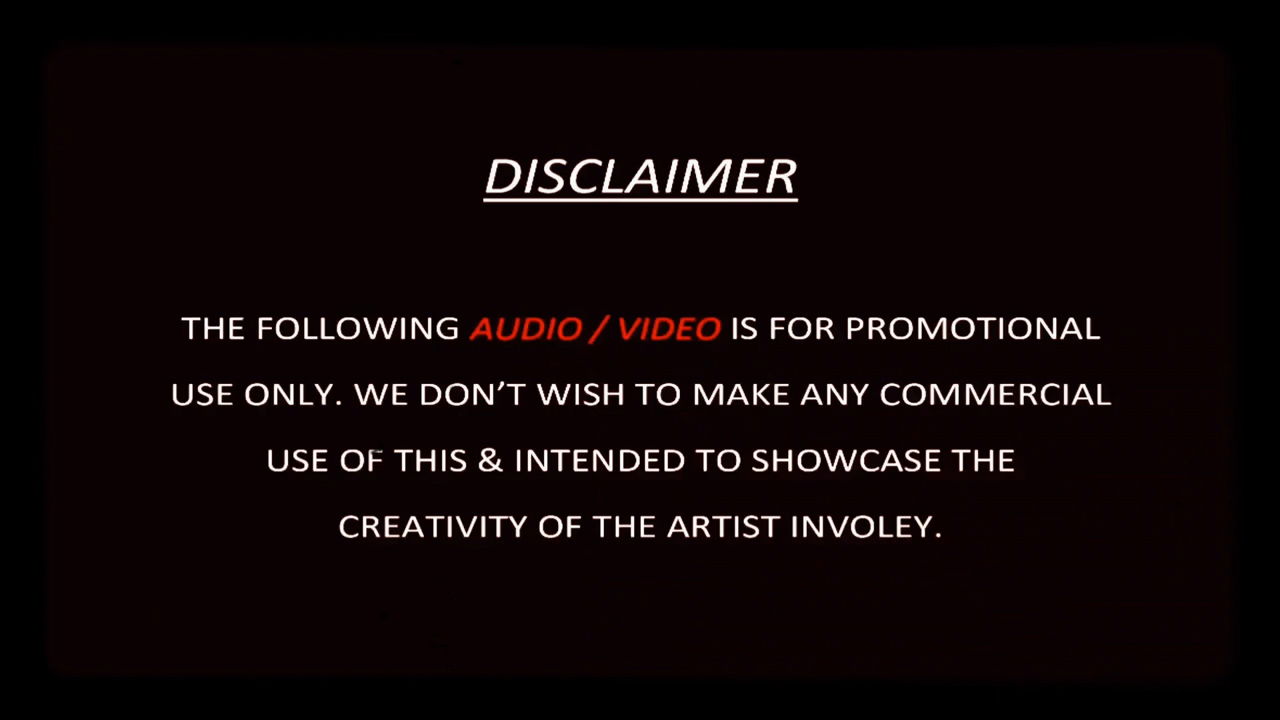 DISCLAIMER
THE FOLLOWING AUDIO / VIDEO IS FOR PROMOTIONAL
USE ONLY. WE DON’T WISH TO MAKE ANY COMMERCIAL
USE OF THIS & INTENDED TO SHOWCASE THE
CREATIVITY OF THE ARTIST INVOLEY.